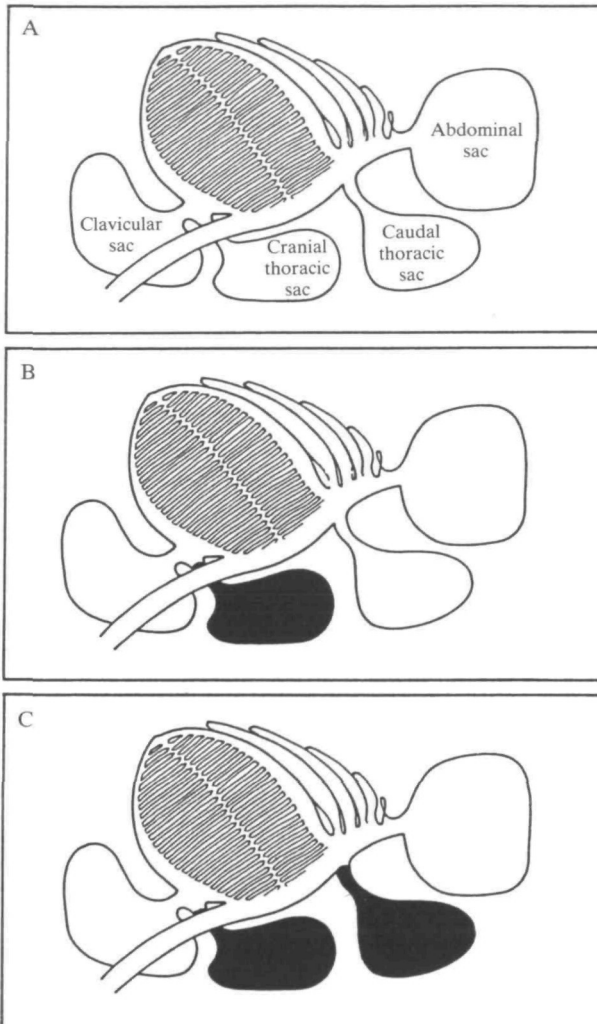 A
Abdominal
sac
Clavicular
sac
Cranial
thoracic
sac
Caudal
thoracic
sac
B
C